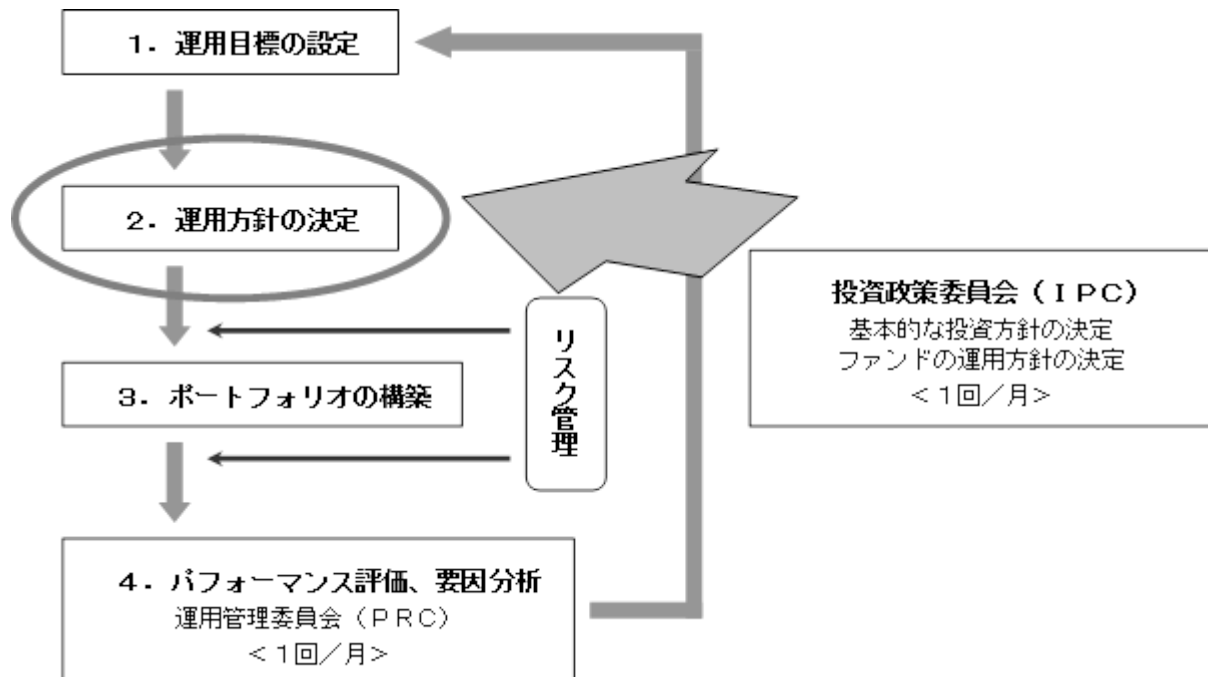 １．運用目標の設定
２．運用方針の決定
３．ポートフォリオの構築
リスク管理
４．パフォーマンス評価、要因分析
運用管理委員会（ＰＲＣ）
＜１回／月＞
投資政策委員会（ＩＰＣ）
基本的な投資方針の決定
ファンドの運用方針の決定
＜１回／月＞